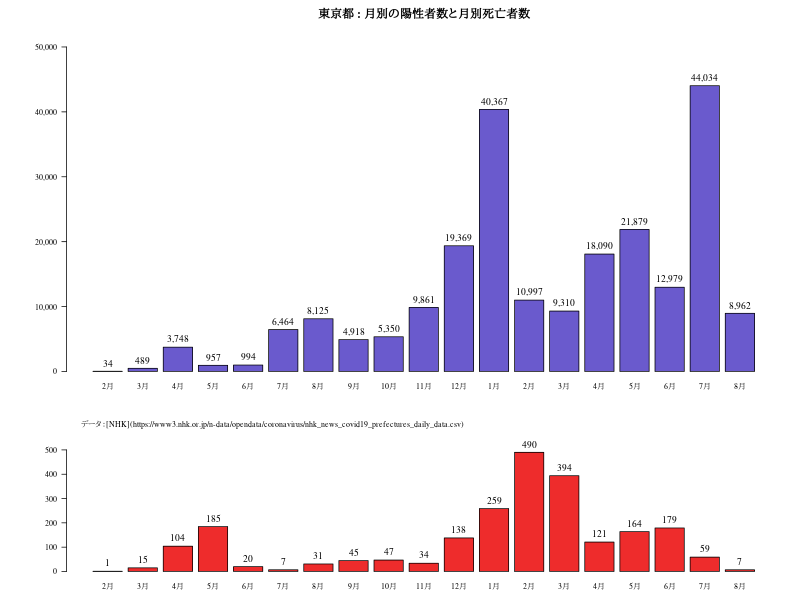 東京都 : 月別の陽性者数と月別死亡者数
50,000
40,000
30,000
20,000
10,000
0
34 489 3,748 957 994 6,464 8,125 4,918 5,350 9,861 19,369 40,367 10,997 9,310 18,090 21,879 12,979 44,034 8,962
2月 3月 4月 5月 6月 7月 8月 9月 10月 11月 12月 1月 2月 3月 4月 5月 6月 7月 8月
データ:[NHK](https://www3.nhk.or.jp/n-data/opendata/coronavirus/nhk_news_covid19_prefectures_daily_data.csv)
500
400
300
200
100
0
1 15 104 185 20 7 31 45 47 34 138 259 490 394 121 164 179 59 7
2月 3月 4月 5月 6月 7月 8月 9月 10月 11月 12月 1月 2月 3月 4月 5月 6月 7月 8月